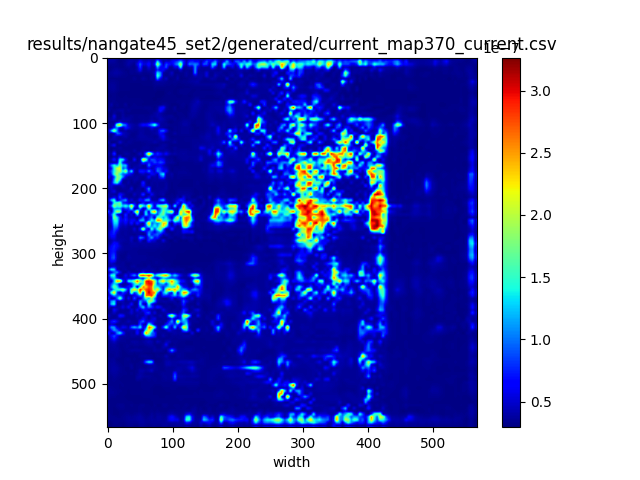 results/nangate45_set2/generated/current_map370_current.csv
1e−7
0
100
200
300
400
500
height
0 100 200 300 400 500
width
3.0
2.5
2.0
1.5
1.0
0.5